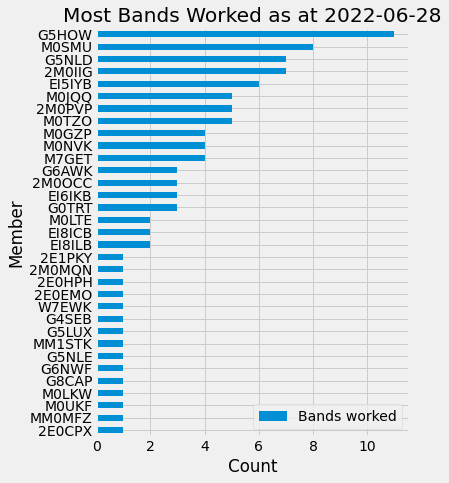 Most Bands Worked as at 2022-06-28
G5HOW
M0SMU
G5NLD
2M0IIG
EI5IYB
M0JQQ
2M0PVP
M0TZO
M0GZP
M0NVK
M7GET
G6AWK
2M0OCC
EI6IKB
G0TRT
M0LTE
EI8ICB
EI8ILB
2E1PKY
2M0MQN
2E0HPH
2E0EMO
W7EWK
G4SEB
G5LUX
MM1STK
G5NLE
G6NWF
G8CAP
M0LKW
M0UKF
MM0MFZ
2E0CPX
Member
Bands worked
0 2 4 6 8 10
Count